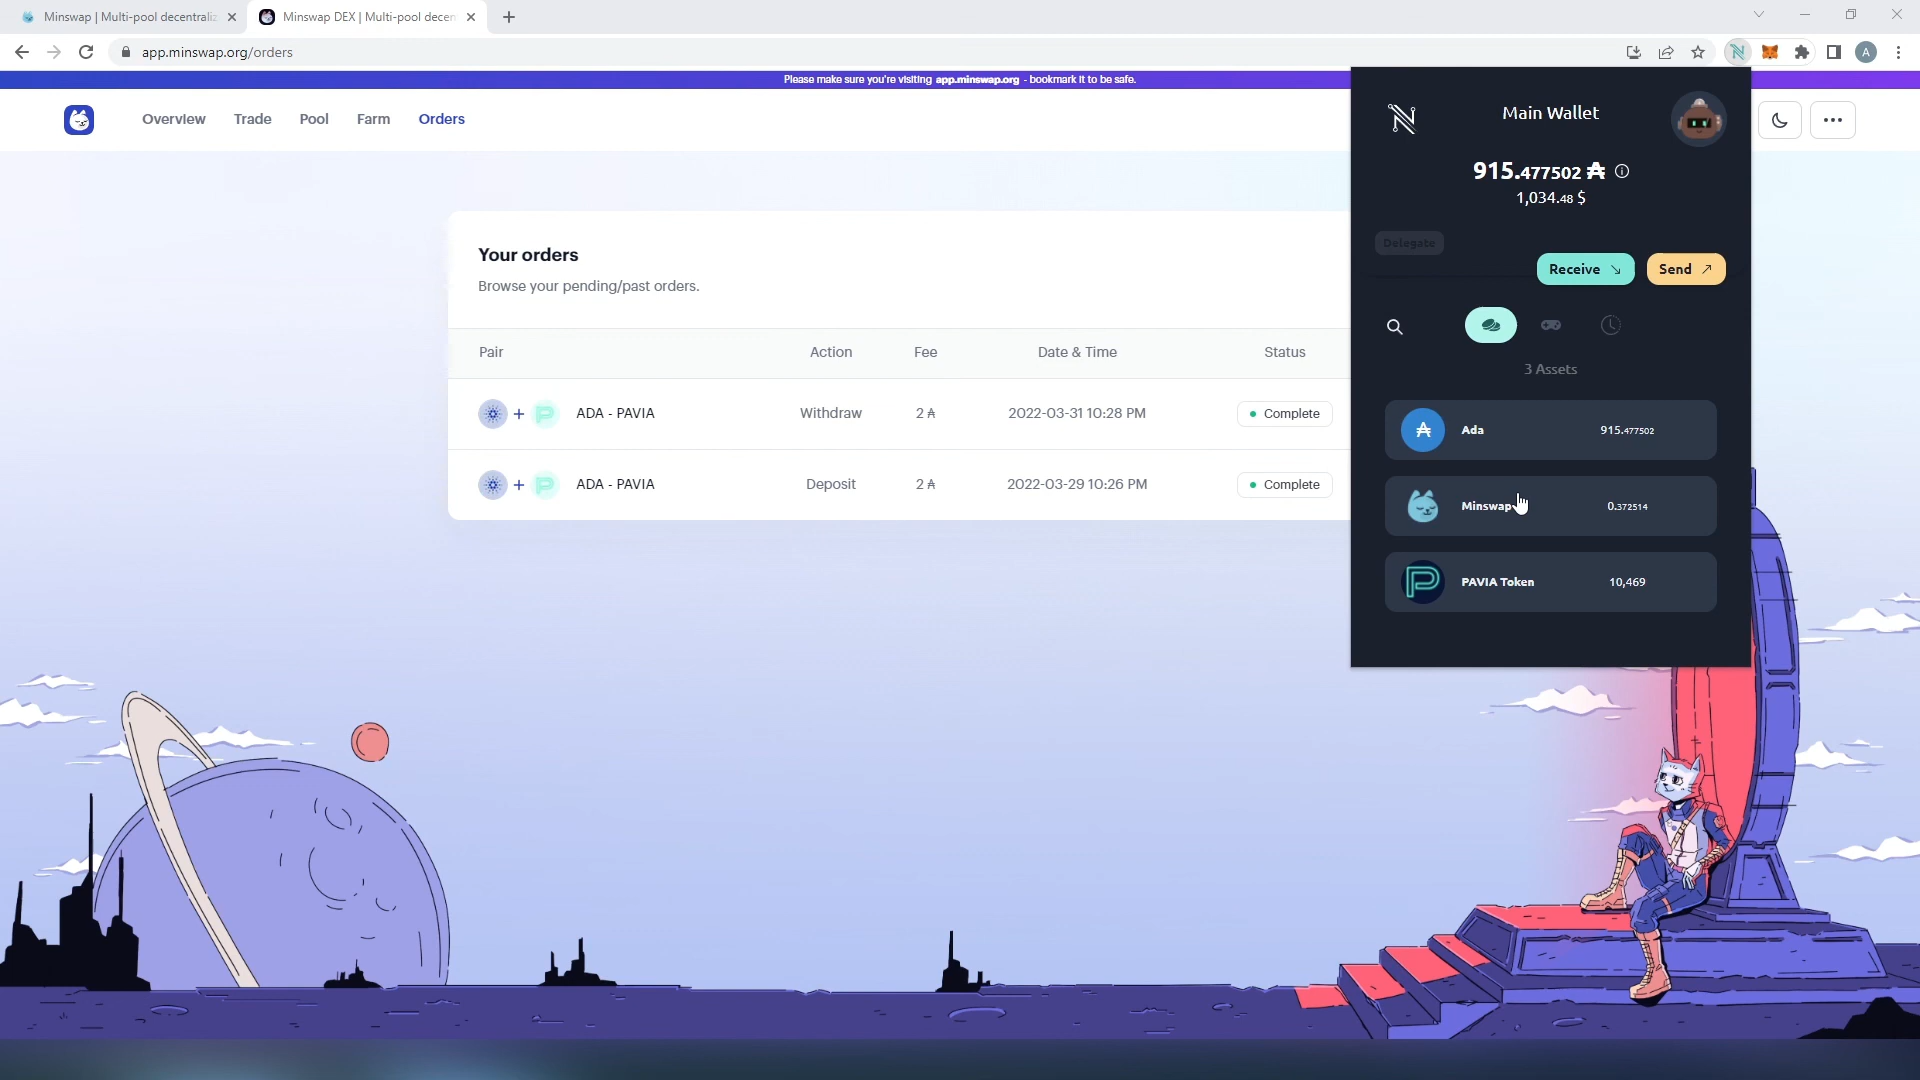 Minswap | Multi-pool decentraliz
Minswap DEX | Multi-pool decen
app.minswap.org/orders
A
Please make sure you're visiting app.minswap.org - bookmark it to be safe.
Overview Trade Pool Farm Orders
Main Wallet
915.477502 ₳
1,034.48 $
Delegate
Receive Send
3 Assets
Ada 915.477502
Minswap 0.372514
PAVIA Token 10,469
Your orders
Browse your pending/past orders.
Pair Action Fee Date & Time Status
ADA - PAVIA Withdraw 2 ₳ 2022-03-31 10:28 PM Complete
ADA - PAVIA Deposit 2 ₳ 2022-03-29 10:26 PM Complete